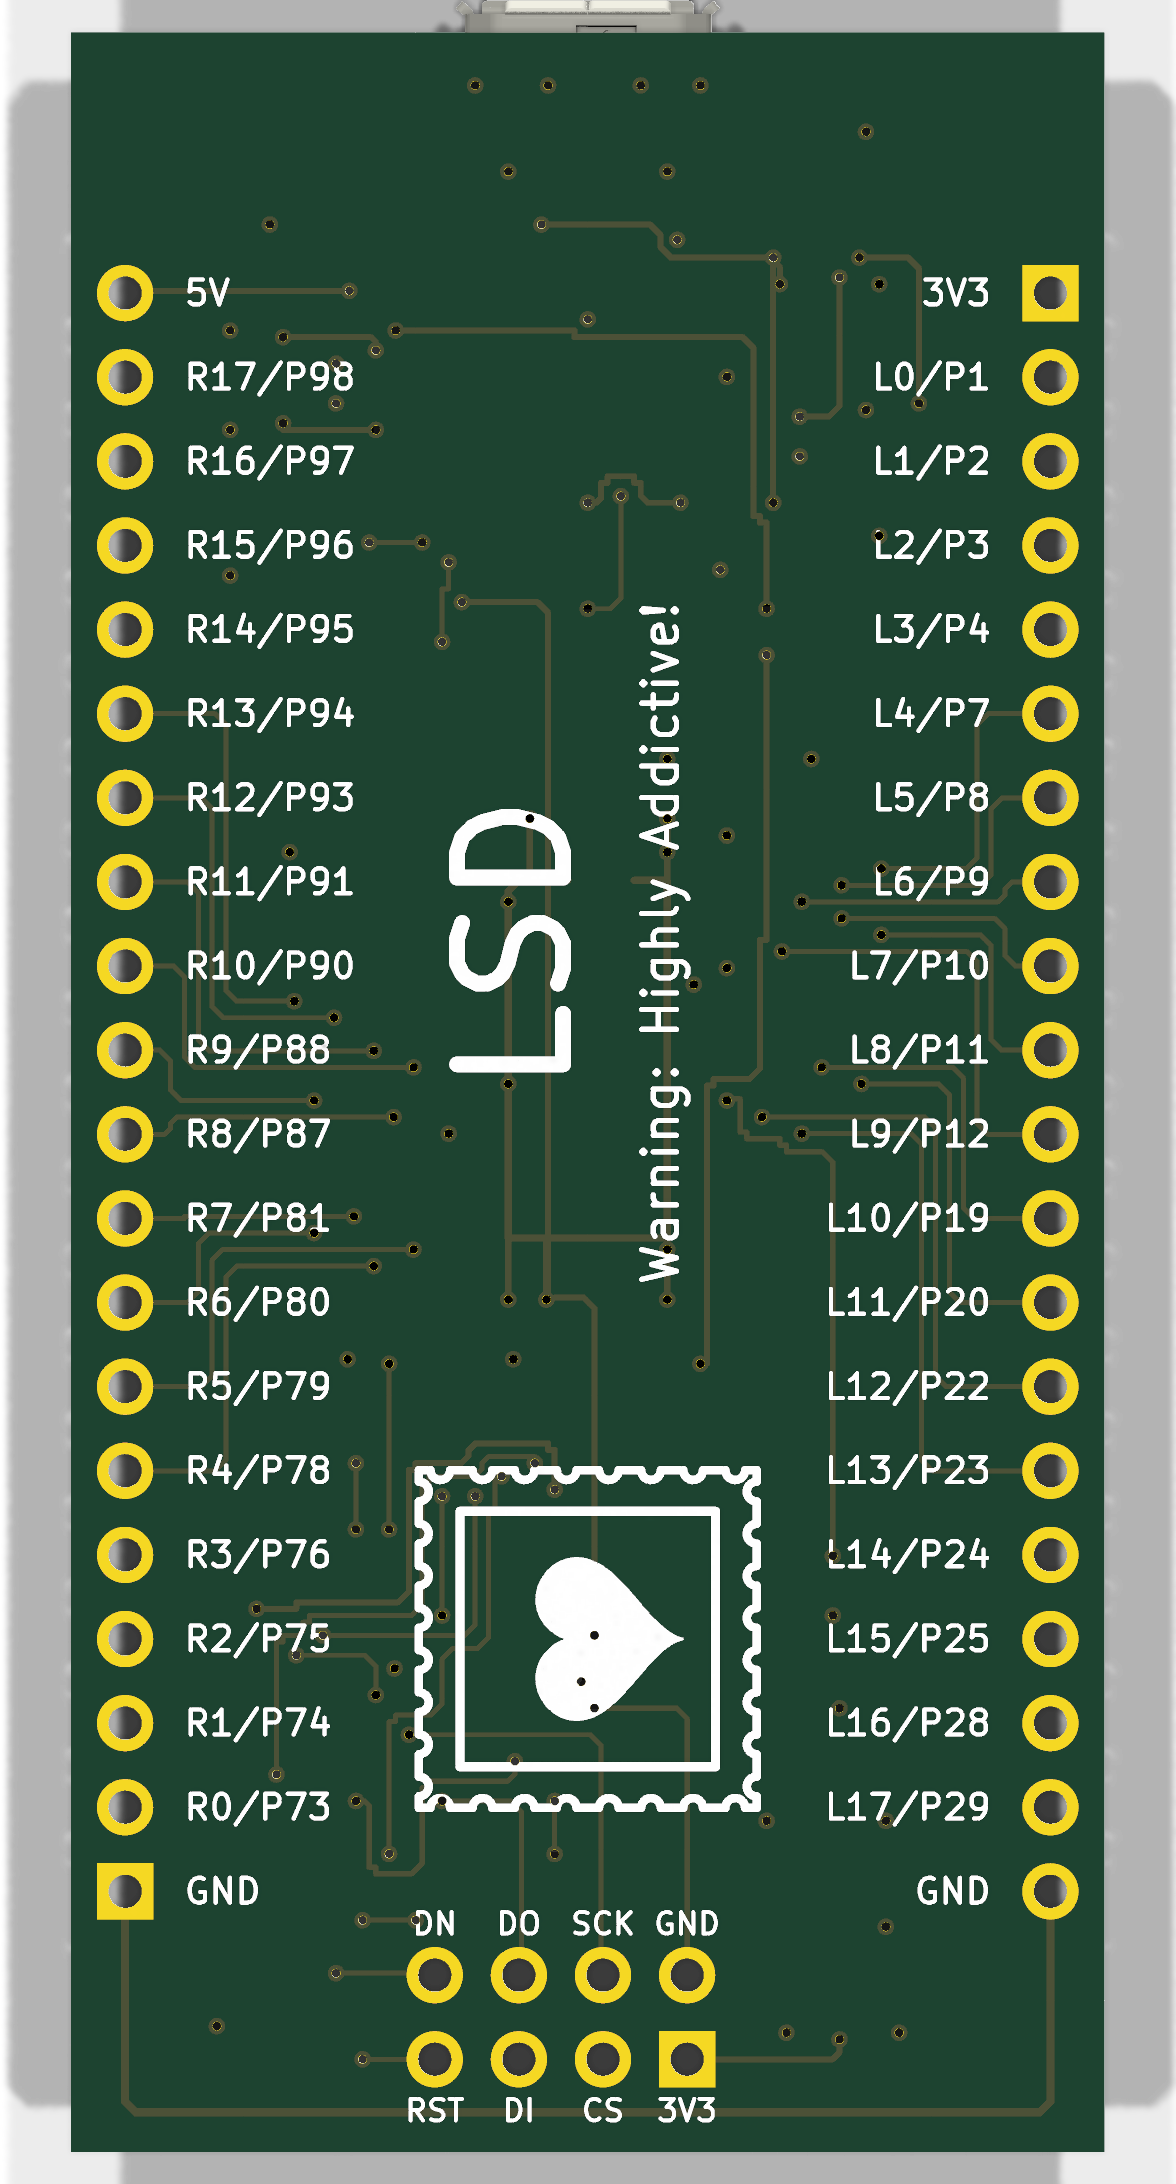 5V 3V3
R17/P98 L0/P1
R16/P97 L1/P2
R15/P96 L2/P3
R14/P95 L3/P4
R13/P94 L4/P7
R12/P93 L5/P8
R11/P91 L6/P9
R10/P90 L7/P10
R9/P88 L8/P11
R8/P87 L9/P12
R7/P81 L10/P19
R6/P80 L11/P20
R5/P79 L12/P22
R4/P78 L13/P23
R3/P76 L14/P24
R2/P75 L15/P25
R1/P74 L16/P28
R0/P73 L17/P29
GND GND
LSD
Warning: Highly Addictive!
DN DO SCK GND
RST DI CS 3V3